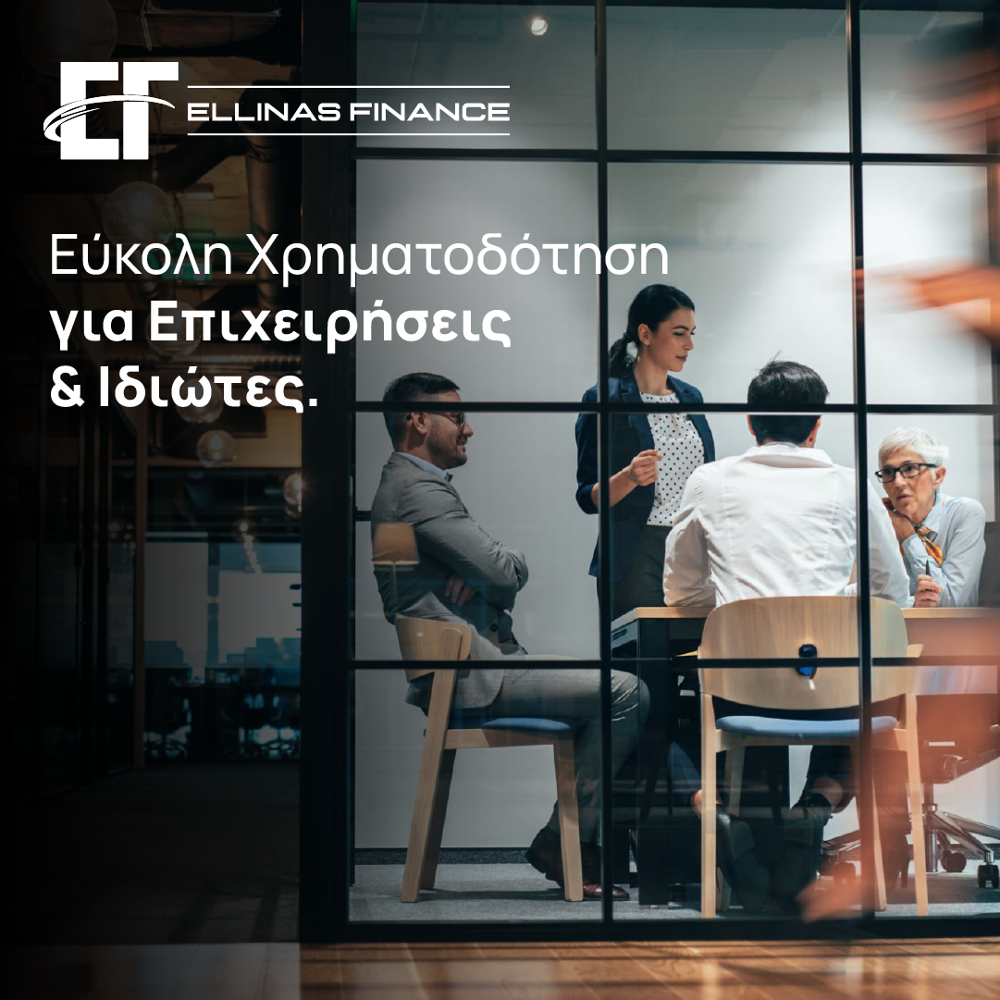 EF ELLINAS FINANCE
Εύκολη Χρηματοδότηση
για Επιχειρήσεις
& Ιδιώτες.